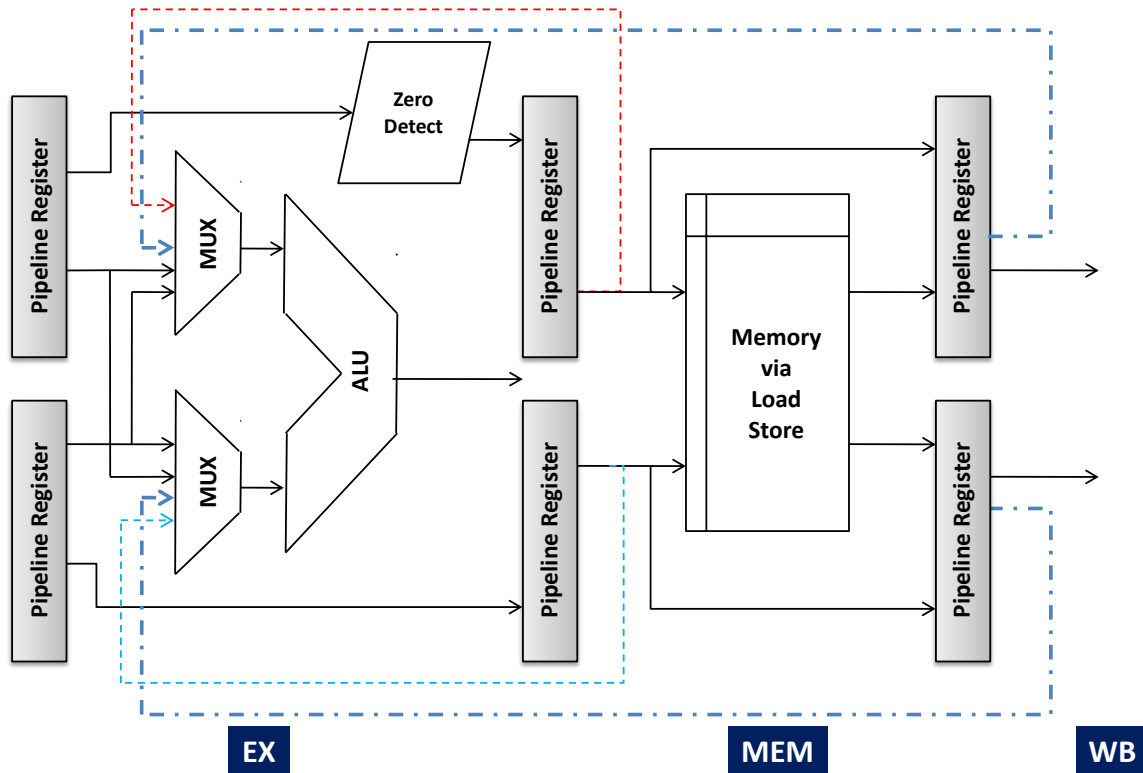 Zero
Detect
Pipeline Register
Pipeline Register
Pipeline Register
MUX
ALU
Memory
via
Load
Store
Pipeline Register
MUX
Pipeline Register
Pipeline Register
EX
MEM
WB